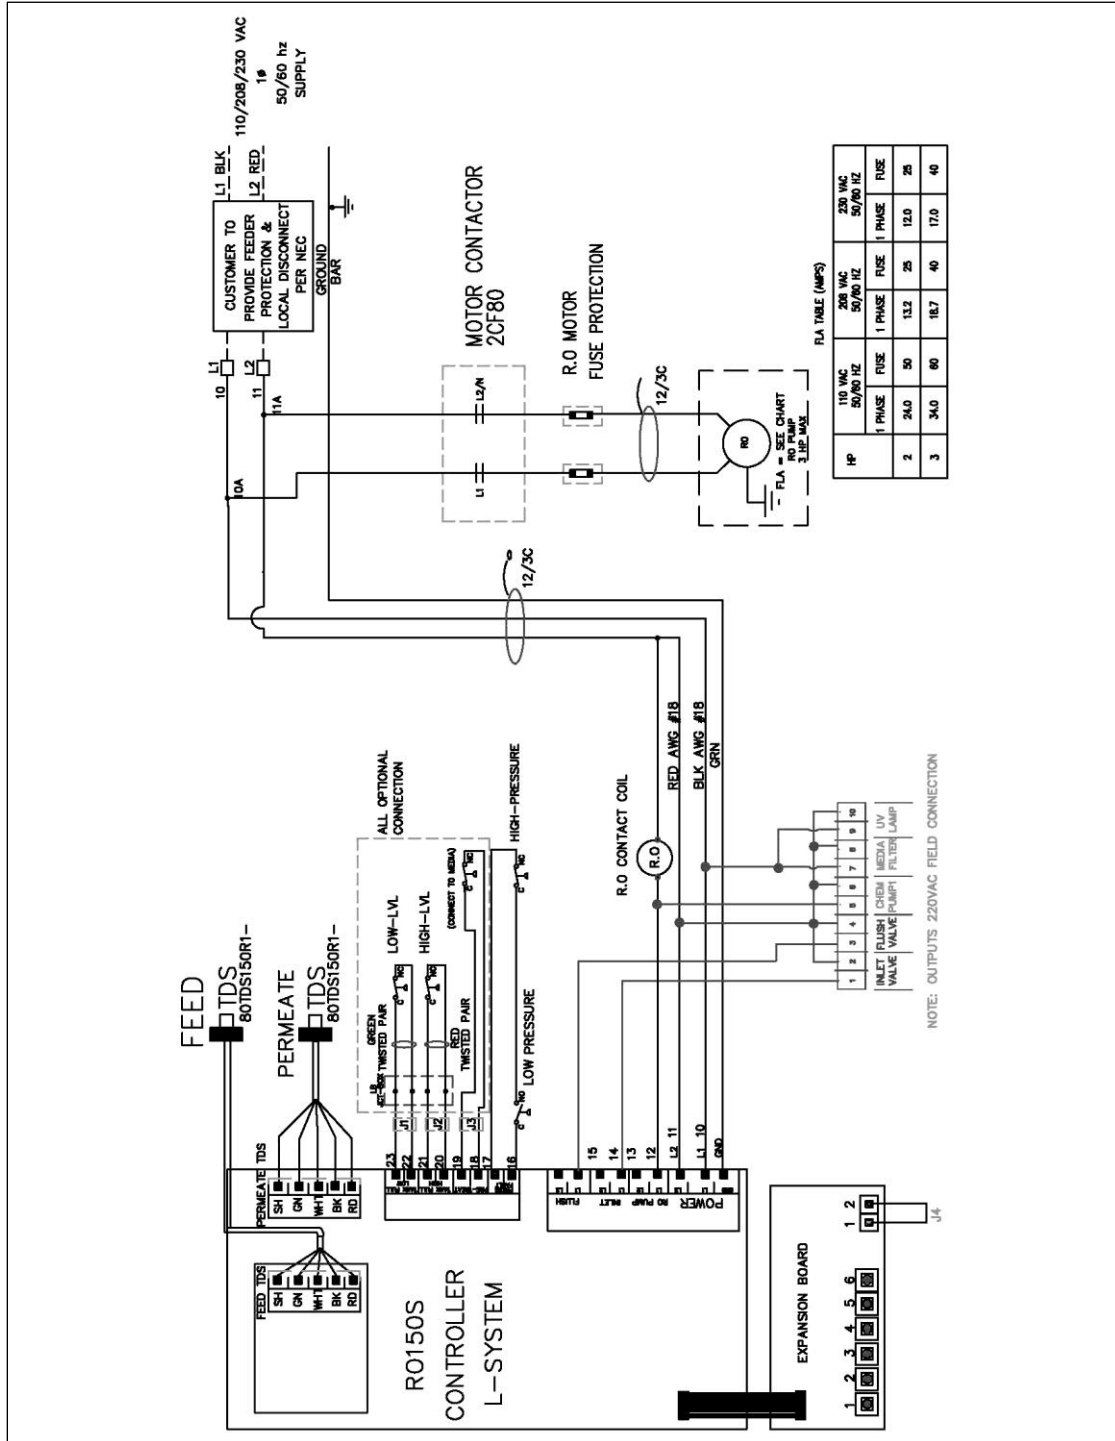 110/208/230 VAC
1ø
50/60 hz
SUPPLY
L1 BLK
L2 RED
CUSTOMER TO
PROVIDE FEEDER
PROTECTION &
LOCAL DISCONNECT
PER NEC
GROUND
BAR
L1
10
L2
11
11A
10A
MOTOR CONTACTOR
2CF80
L2/N
L1
R.O MOTOR
FUSE PROTECTION
12/3C
RO
FLA = SEE CHART
RO PUMP
3 HP MAX
FLA TABLE (AMPS)
HP
110 VAC
50/60 HZ
208 VAC
50/60 HZ
230 VAC
50/60 HZ
1 PHASE FUSE 1 PHASE FUSE 1 PHASE FUSE
2 24.0 50 13.2 25 12.0 25
3 34.0 60 18.7 40 17.0 40
12/3C
FEED
TDS
80TDS150R1-
PERMEATE
TDS
80TDS150R1-
ALL OPTIONAL
CONNECTION
LOW-LVL
HIGH-LVL
(CONNECT TO MEDIA)
C NC
C NC
C NC
GREEN
TWISTED PAIR
RED
TWISTED PAIR
JCT-BOX
J1
J2
J3
HIGH-PRESSURE
C NC
LOW PRESSURE
C NO
R.O CONTACT COIL
R.O
RED AWG #18
BLK AWG #18
GRN
PERMEATE TDS
SH
GN
WHT
BK
RD
FEED TDS
SH
GN
WHT
BK
RD
23
22
21
20
19
18
17
16
15
14
13
12
L2 11
L1 10
GND
FLUSH
INLET
RO PUMP
POWER
RO150S
CONTROLLER
L-SYSTEM
EXPANSION BOARD
1 2 3 4 5 6
1 2
J4
1 2 3 4 5 6 7 8 9 10
INLET
VALVE
FLUSH
VALVE
CHEM
PUMP1
MEDIA
FILTER
UV
LAMP
NOTE: OUTPUTS 220VAC FIELD CONNECTION